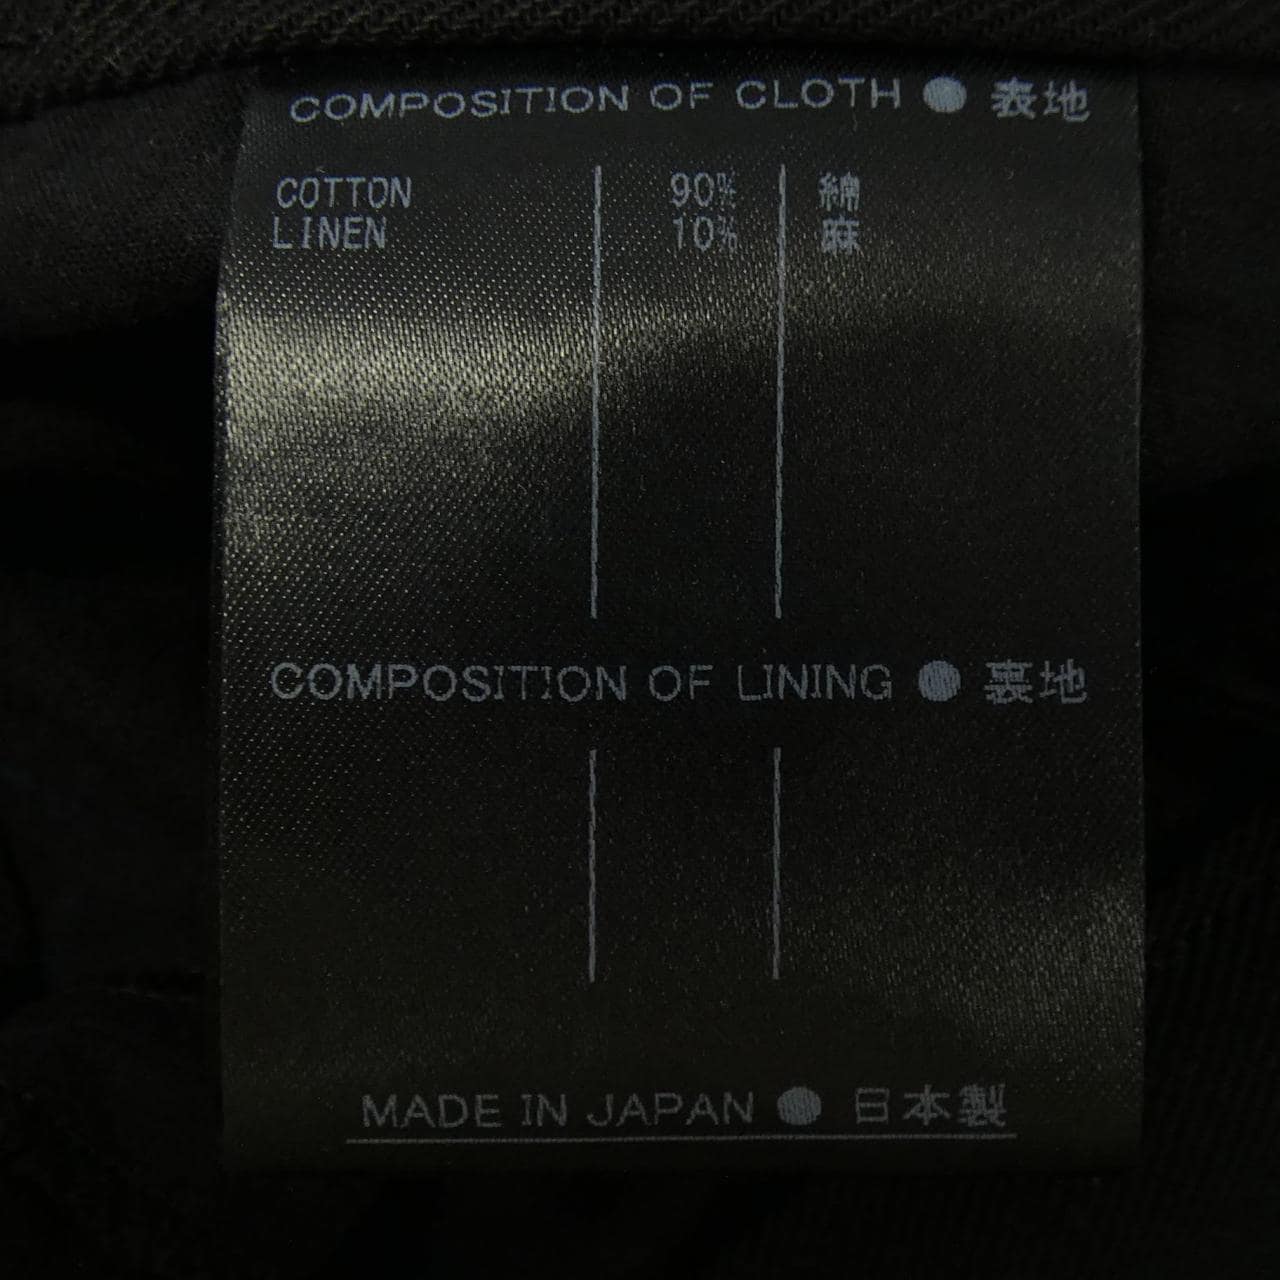 COMPOSITION OF CLOTH ● 表地
COTTON 90% 綿
LINEN 10% 麻
COMPOSITION OF LINING ● 裏地
MADE IN JAPAN ● 日本製